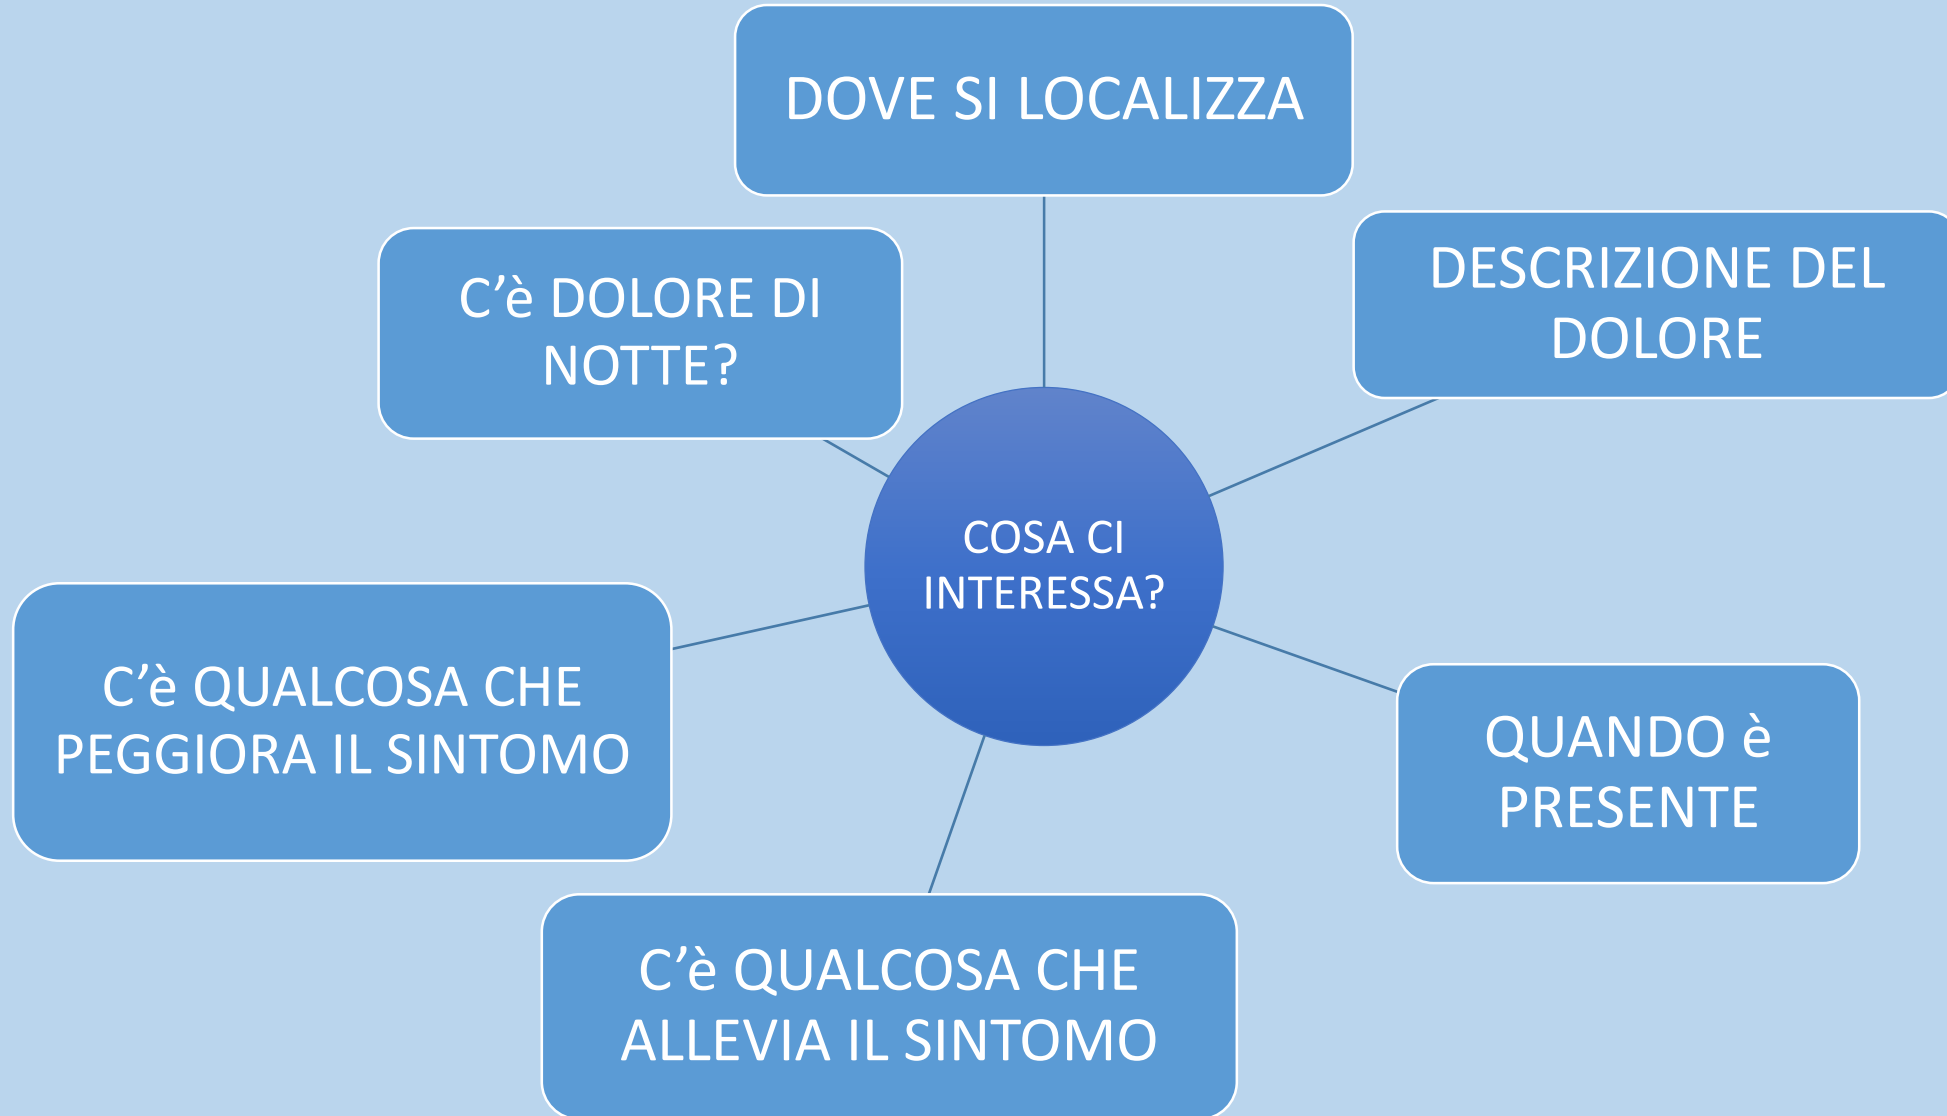 DOVE SI LOCALIZZA
DESCRIZIONE DEL
DOLORE
C’è DOLORE DI
NOTTE?
COSA CI
INTERESSA?
C’è QUALCOSA CHE
PEGGIORA IL SINTOMO
QUANDO è
PRESENTE
C’è QUALCOSA CHE
ALLEVIA IL SINTOMO